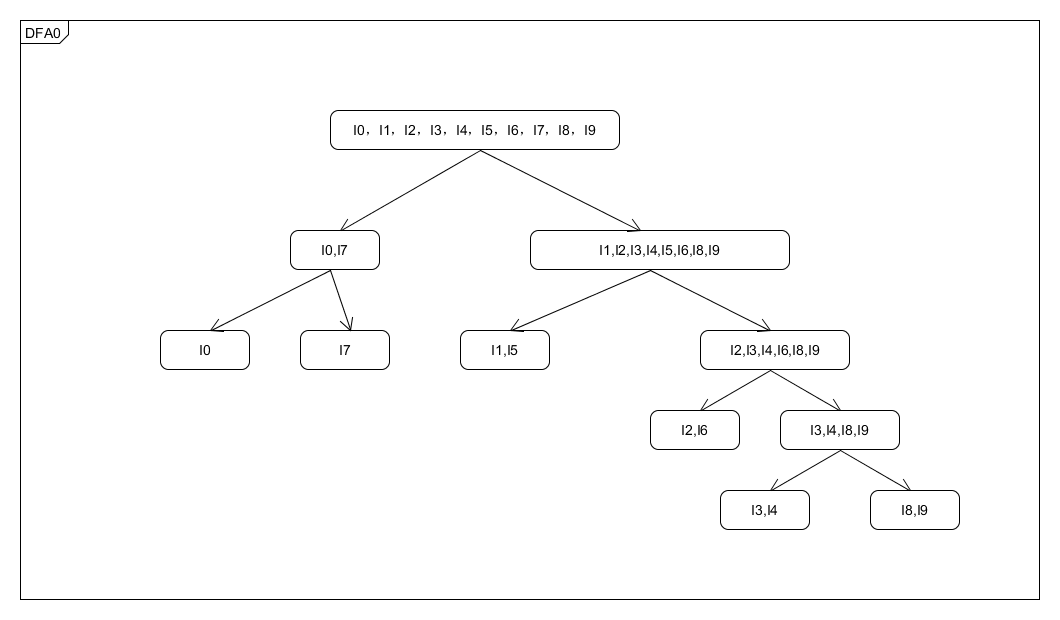 DFA0
I0，I1，I2，I3，I4，I5，I6，I7，I8，I9
I0,I7
I1,I2,I3,I4,I5,I6,I8,I9
I0
I7
I1,I5
I2,I3,I4,I6,I8,I9
I2,I6
I3,I4,I8,I9
I3,I4
I8,I9